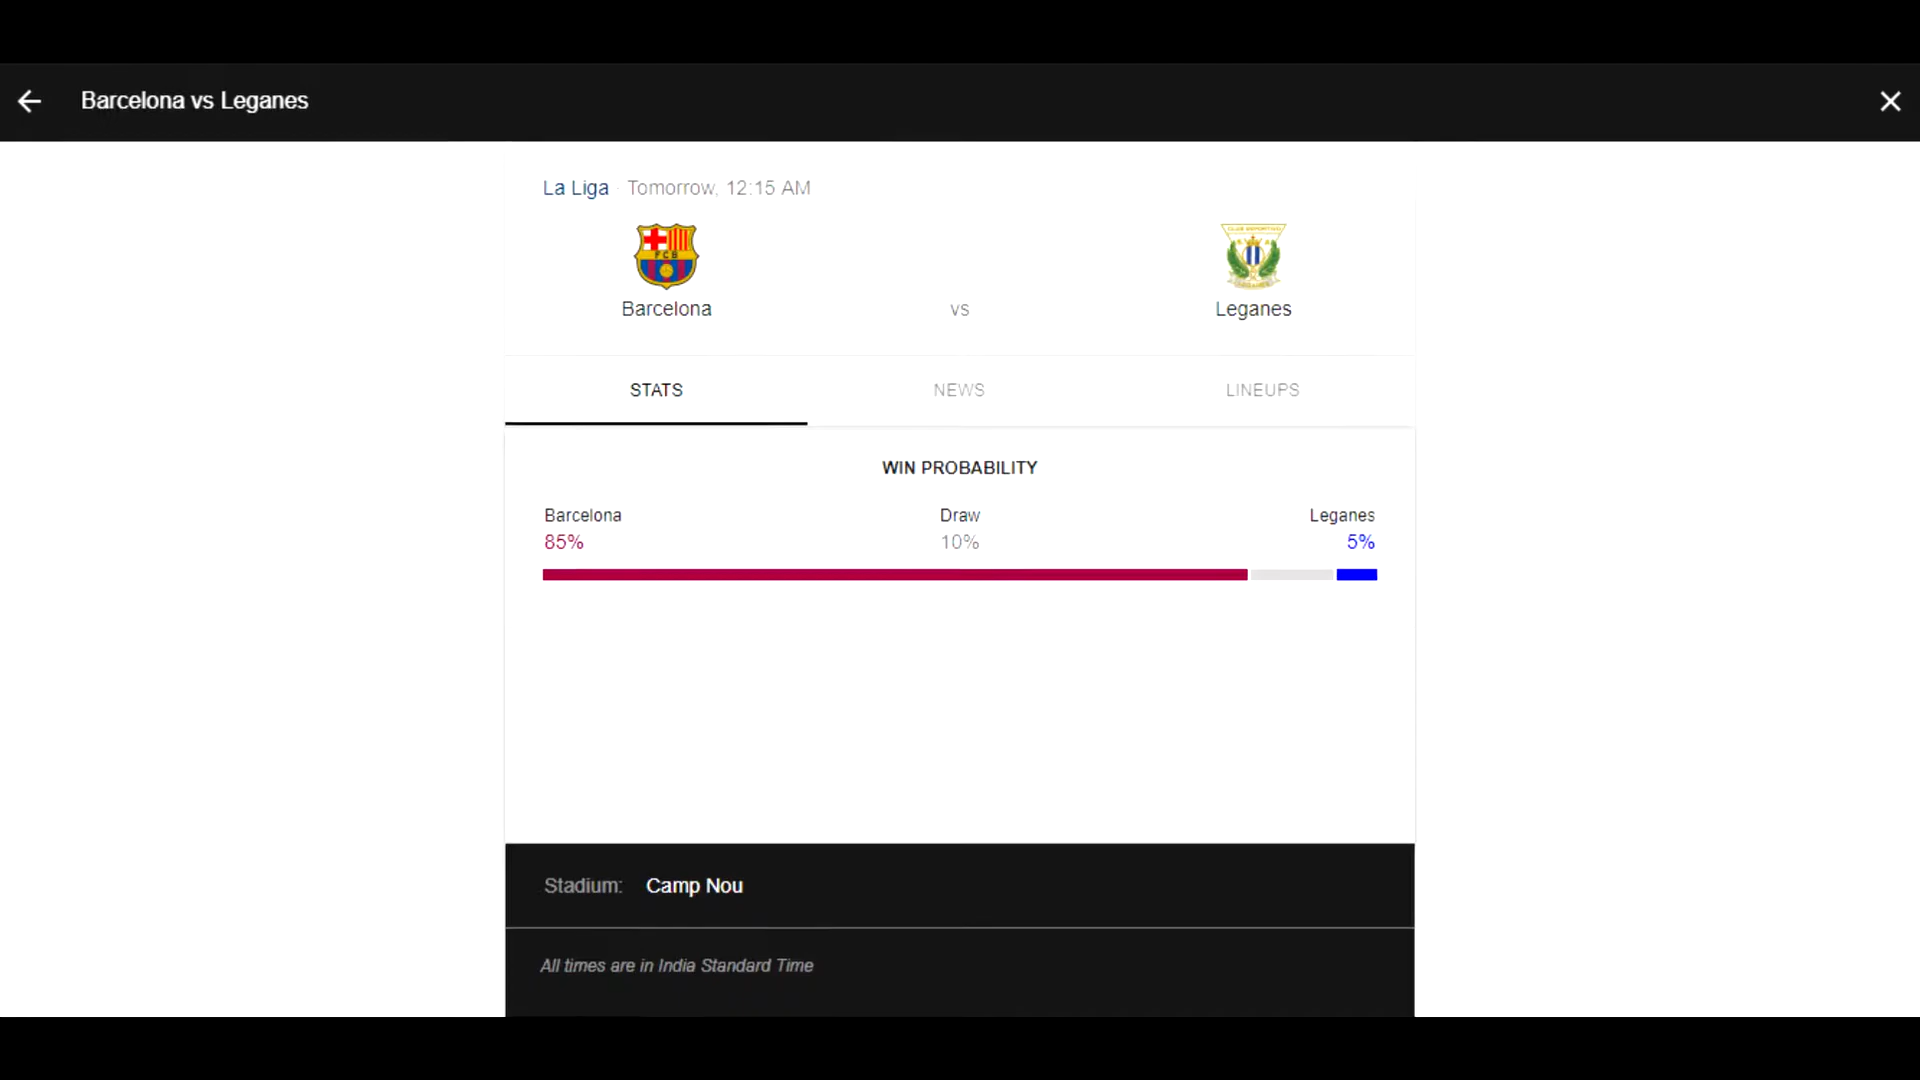 Barcelona vs Leganes
La Liga · Tomorrow, 12:15 AM
FCB
Barcelona
vs
Leganes
STATS
NEWS
LINEUPS
WIN PROBABILITY
Barcelona
Draw
Leganes
85%
10%
5%
Stadium: Camp Nou
All times are in India Standard Time